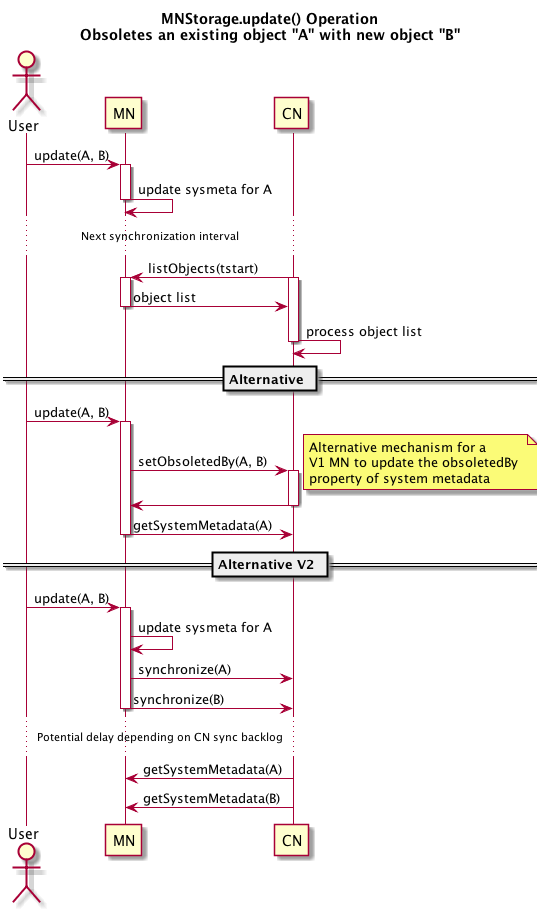 MNStorage.update() Operation
Obsoletes an existing object "A" with new object "B"
User
MN
CN
update(A, B)
update sysmeta for A
Next synchronization interval
listObjects(tstart)
object list
process object list
Alternative
update(A, B)
Alternative mechanism for a
V1 MN to update the obsoletedBy
property of system metadata
setObsoletedBy(A, B)
getSystemMetadata(A)
Alternative V2
update(A, B)
update sysmeta for A
synchronize(A)
synchronize(B)
Potential delay depending on CN sync backlog
getSystemMetadata(A)
getSystemMetadata(B)
User
MN
CN